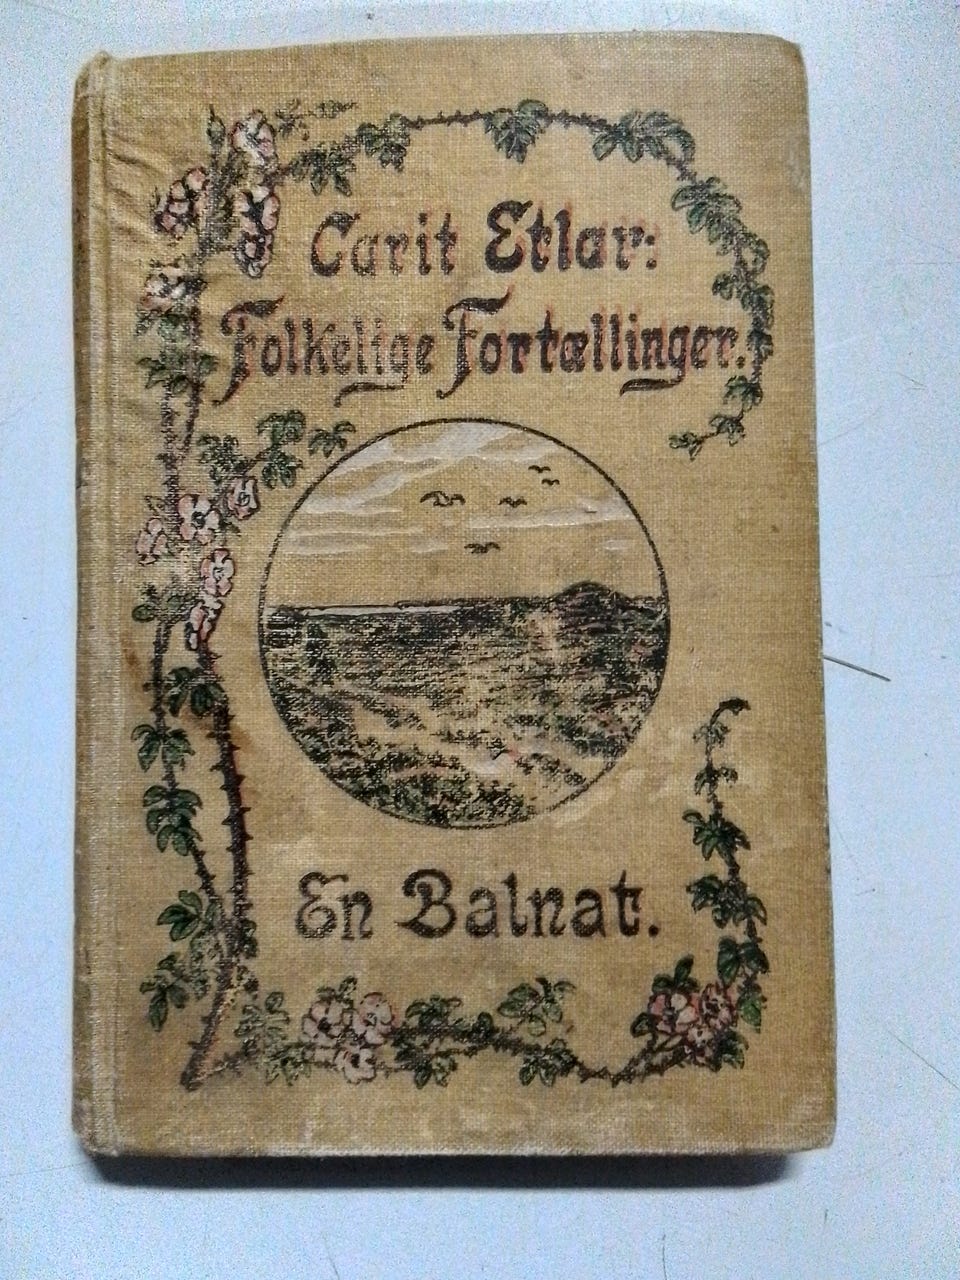 Carit Etlar:
Folkelige Fortællinger.
En Balnat.